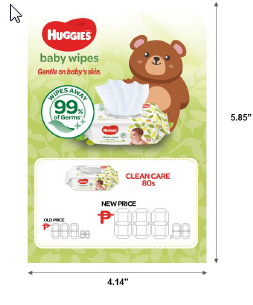 HUGGIES
baby wipes
Gentle on baby's skin.
WIPES AWAY
99%
of Germs*
Huggies
CLEAN CARE
80s
NEW PRICE
OLD PRICE
₱
₱
5.85"
4.14"